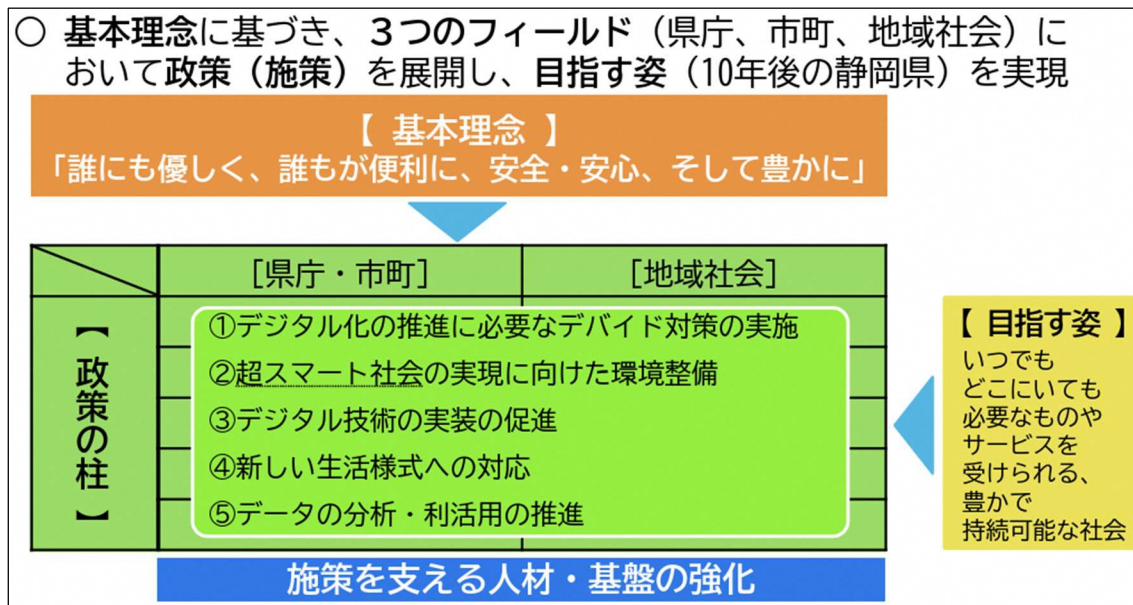 ○ 基本理念に基づき、３つのフィールド（県庁、市町、地域社会）に
おいて政策（施策）を展開し、目指す姿（10年後の静岡県）を実現
【 基本理念 】
「誰にも優しく、誰もが便利に、安全・安心、そして豊かに」
［県庁・市町］
［地域社会］
【政策の柱】
①デジタル化の推進に必要なデバイド対策の実施
②超スマート社会の実現に向けた環境整備
③デジタル技術の実装の促進
④新しい生活様式への対応
⑤データの分析・利活用の推進
施策を支える人材・基盤の強化
【 目指す姿 】
いつでも
どこにいても
必要なものや
サービスを
受けられる、
豊かで
持続可能な社会